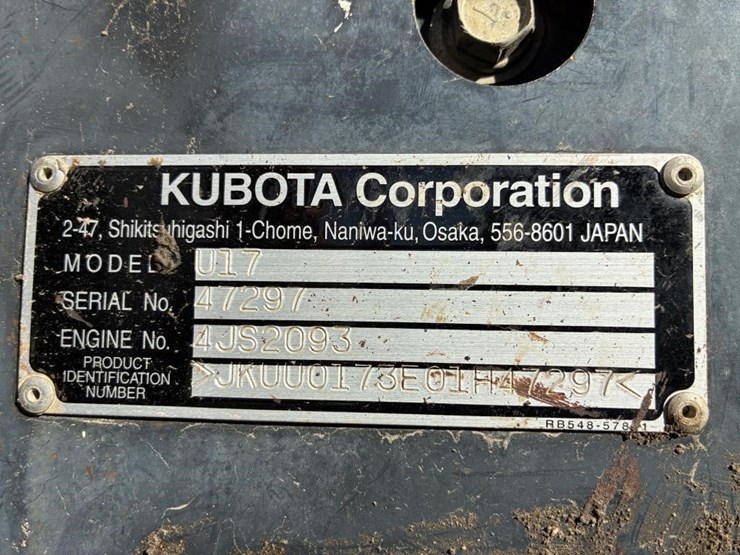 KUBOTA Corporation
2-47, Shikitsuhigashi 1-Chome, Naniwa-ku, Osaka, 556-8601 JAPAN
MODEL U17
SERIAL No. 47297
ENGINE No. 4JS2093
PRODUCT
IDENTIFICATION
NUMBER
>JKUU0173E01H47297<